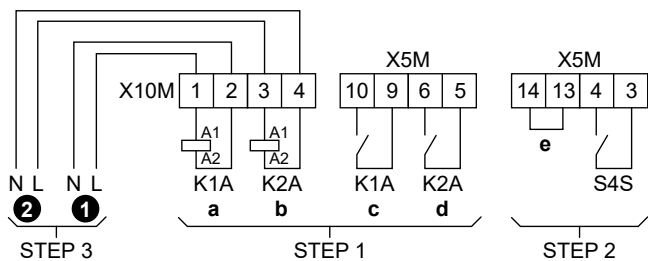 X5M X5M
X10M 1 2 3 4 10 9 6 5 14 13 4 3
A1 A1
A2 A2
e
N L N L K1A K2A K1A K2A S4S
2 1 a b c d
STEP 3 STEP 1 STEP 2